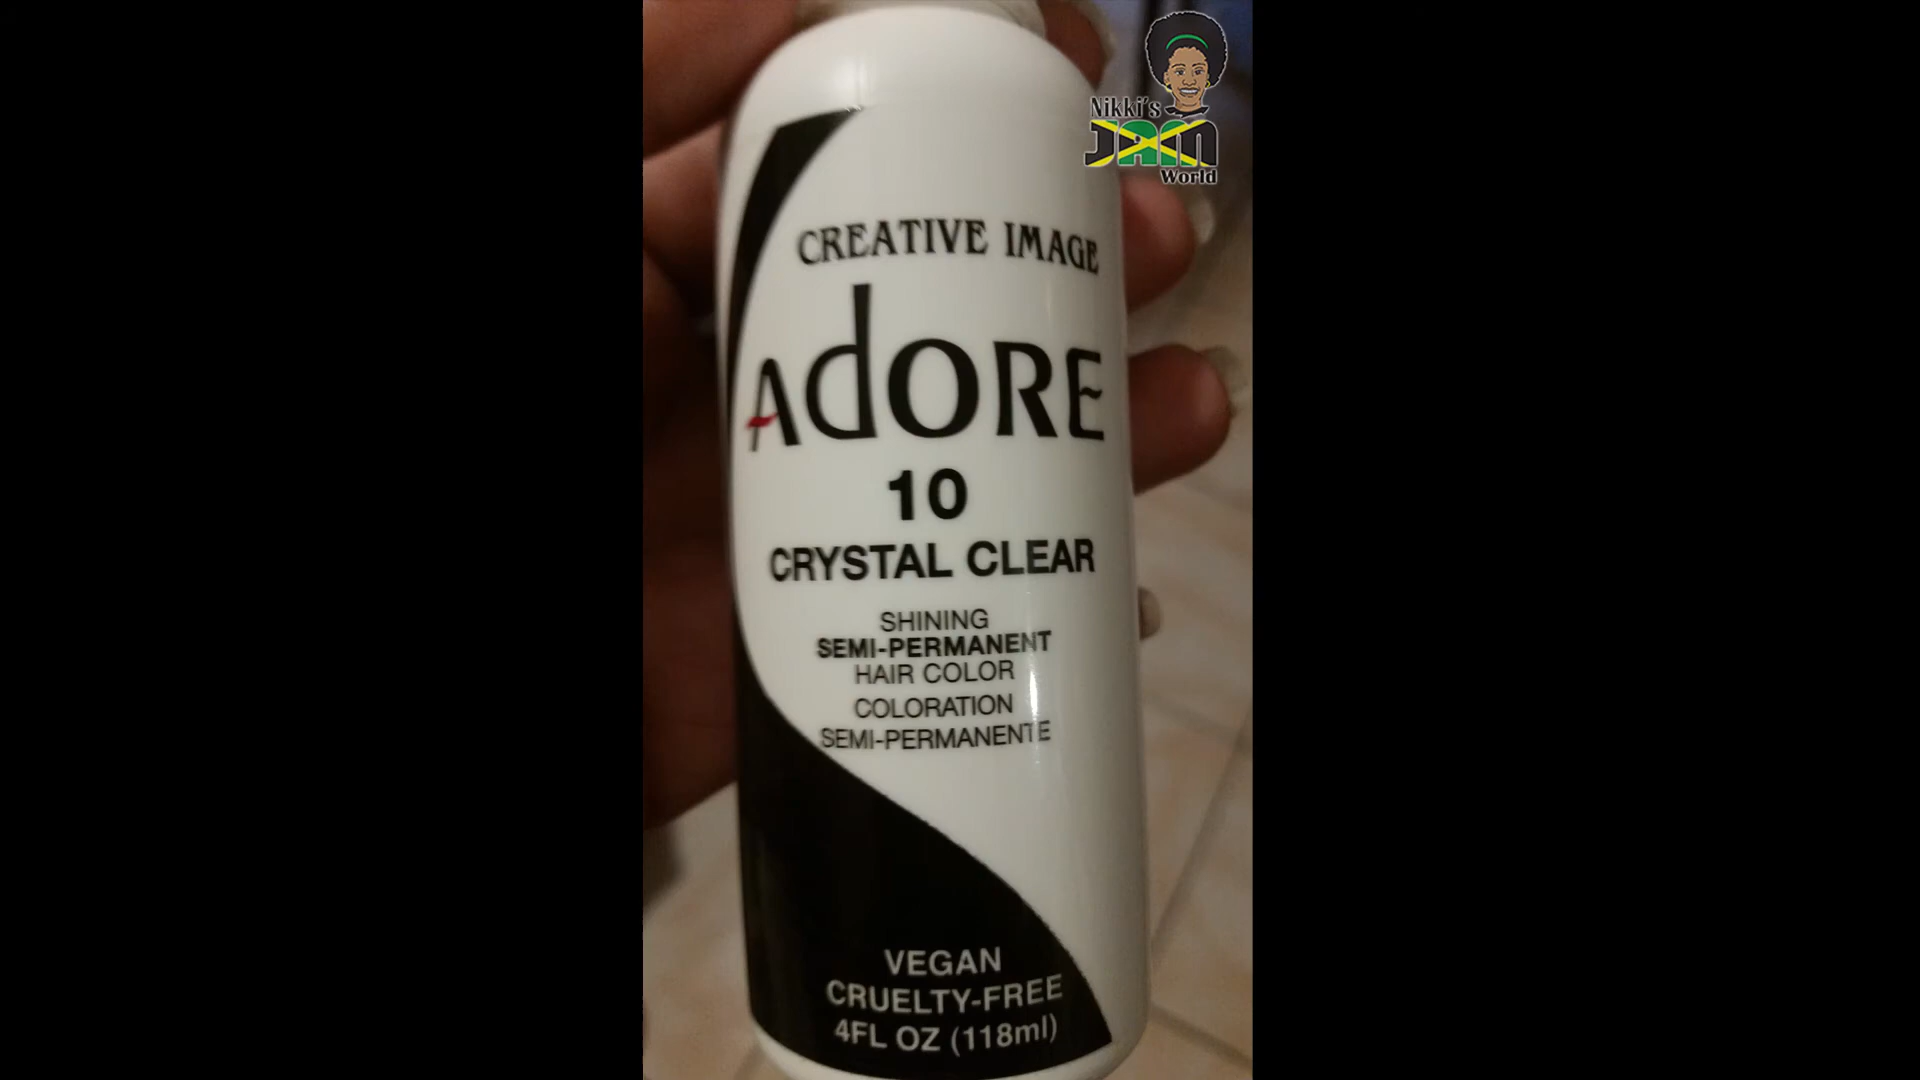 Nikki's
JAM
World
CREATIVE IMAGE
ADORE
10
CRYSTAL CLEAR
SHINING
SEMI-PERMANENT
HAIR COLOR
COLORATION
SEMI-PERMANENTE
VEGAN
CRUELTY-FREE
4FL OZ (118ml)